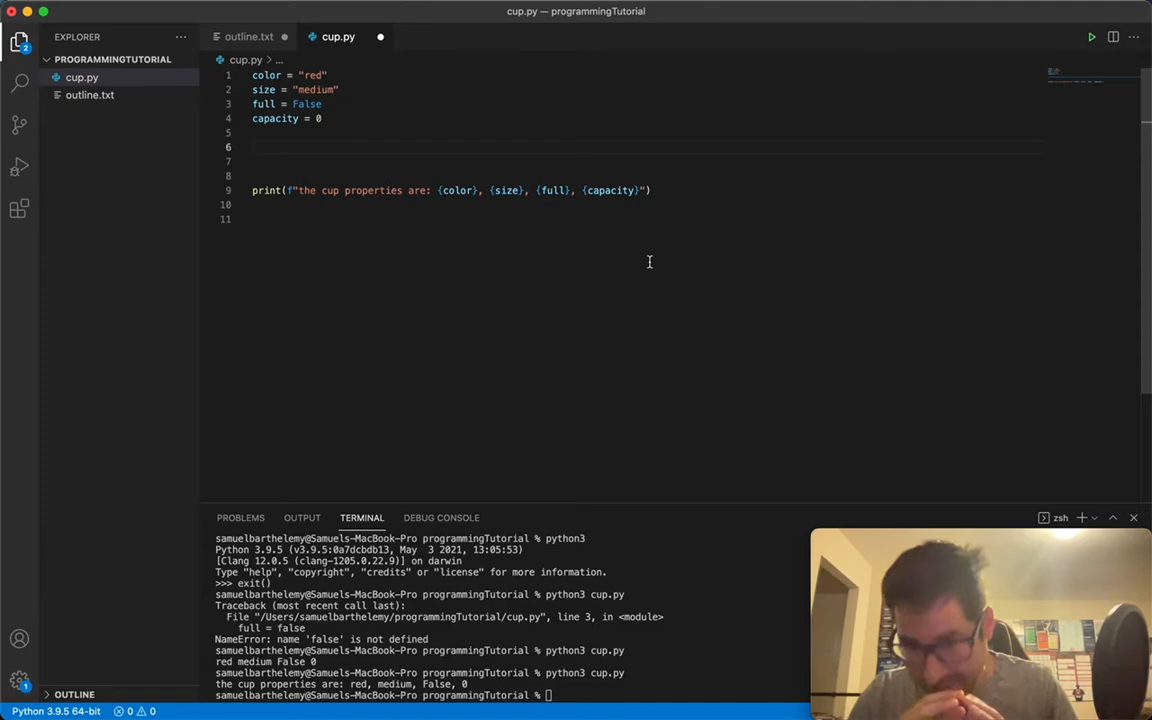 cup.py — programmingTutorial
EXPLORER
outline.txt
cup.py
PROGRAMMINGTUTORIAL
cup.py
outline.txt
cup.py > ...
1 color = "red"
2 size = "medium"
3 full = False
4 capacity = 0
5
6
7
8
9 print(f"the cup properties are: {color}, {size}, {full}, {capacity}")
10
11
PROBLEMS OUTPUT TERMINAL DEBUG CONSOLE
zsh
samuelbarthelemy@Samuels-MacBook-Pro programmingTutorial % python3
Python 3.9.5 (v3.9.5:0a7dcbdb13, May  3 2021, 13:05:53)
[Clang 12.0.5 (clang-1205.0.22.9)] on darwin
Type "help", "copyright", "credits" or "license" for more information.
>>> exit()
samuelbarthelemy@Samuels-MacBook-Pro programmingTutorial % python3 cup.py
Traceback (most recent call last):
File "/Users/samuelbarthelemy/programmingTutorial/cup.py", line 3, in <module>
full = false
NameError: name 'false' is not defined
samuelbarthelemy@Samuels-MacBook-Pro programmingTutorial % python3 cup.py
red medium False 0
samuelbarthelemy@Samuels-MacBook-Pro programmingTutorial % python3 cup.py
the cup properties are: red, medium, False, 0
samuelbarthelemy@Samuels-MacBook-Pro programmingTutorial %
2
1
OUTLINE
Python 3.9.5 64-bit
0
0